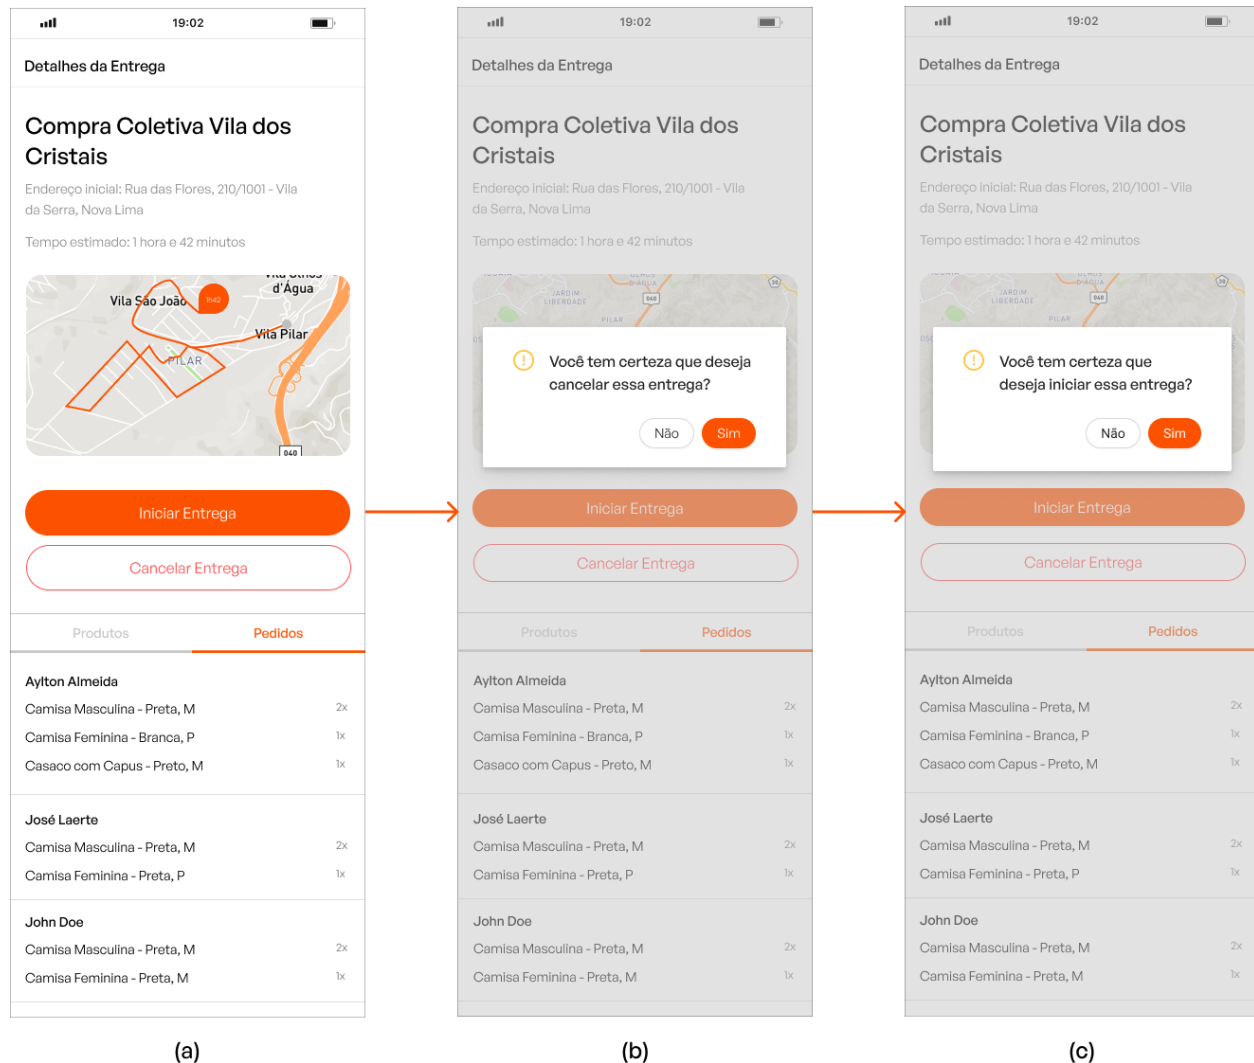 19:02
Detalhes da Entrega
Compra Coletiva Vila dos
Cristais
Endereço inicial: Rua das Flores, 210/1001 - Vila
da Serra, Nova Lima
Tempo estimado: 1 hora e 42 minutos
d'Água
Vila São João
1h42
Vila Pilar
PILAR
040
Iniciar Entrega
Cancelar Entrega
Produtos
Pedidos
Aylton Almeida
Camisa Masculina - Preta, M 2x
Camisa Feminina - Branca, P 1x
Casaco com Capus - Preto, M 1x
José Laerte
Camisa Masculina - Preta, M 2x
Camisa Feminina - Preta, P 1x
John Doe
Camisa Masculina - Preta, M 2x
Camisa Feminina - Preta, M 1x
(a)
19:02
Detalhes da Entrega
Compra Coletiva Vila dos
Cristais
Endereço inicial: Rua das Flores, 210/1001 - Vila
da Serra, Nova Lima
Tempo estimado: 1 hora e 42 minutos
D'ÁGUA
JARDIM
LIBERDADE
040
PILAR
Você tem certeza que deseja
cancelar essa entrega?
Não
Sim
Iniciar Entrega
Cancelar Entrega
Produtos
Pedidos
Aylton Almeida
Camisa Masculina - Preta, M 2x
Camisa Feminina - Branca, P 1x
Casaco com Capus - Preto, M 1x
José Laerte
Camisa Masculina - Preta, M 2x
Camisa Feminina - Preta, P 1x
John Doe
Camisa Masculina - Preta, M 2x
Camisa Feminina - Preta, M 1x
(b)
19:02
Detalhes da Entrega
Compra Coletiva Vila dos
Cristais
Endereço inicial: Rua das Flores, 210/1001 - Vila
da Serra, Nova Lima
Tempo estimado: 1 hora e 42 minutos
D'ÁGUA
JARDIM
LIBERDADE
040
PILAR
Você tem certeza que
deseja iniciar essa entrega?
Não
Sim
Iniciar Entrega
Cancelar Entrega
Produtos
Pedidos
Aylton Almeida
Camisa Masculina - Preta, M 2x
Camisa Feminina - Branca, P 1x
Casaco com Capus - Preto, M 1x
José Laerte
Camisa Masculina - Preta, M 2x
Camisa Feminina - Preta, P 1x
John Doe
Camisa Masculina - Preta, M 2x
Camisa Feminina - Preta, M 1x
(c)